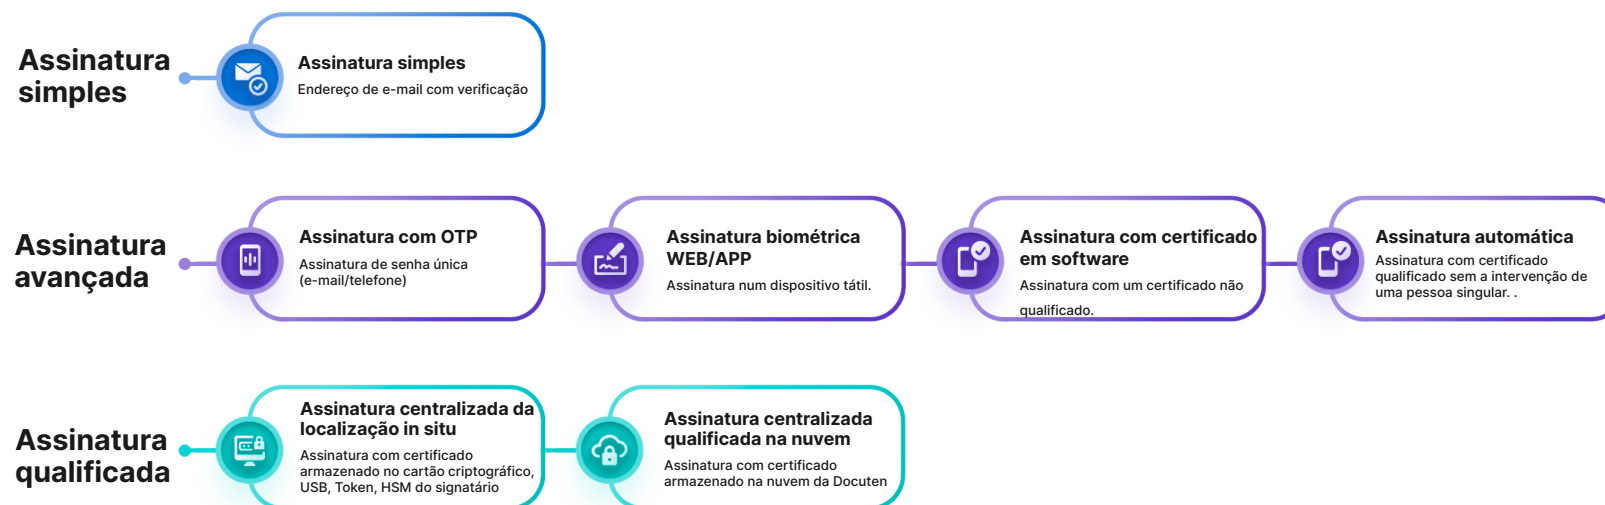 Assinatura
simples
Assinatura simples
Endereço de e-mail com verificação
Assinatura
avançada
Assinatura com OTP
Assinatura de senha única
(e-mail/telefone)
Assinatura biométrica
WEB/APP
Assinatura num dispositivo tátil.
Assinatura com certificado
em software
Assinatura com um certificado não
qualificado.
Assinatura automática
Assinatura com certificado
qualificado sem a intervenção de
uma pessoa singular. .
Assinatura
qualificada
Assinatura centralizada da
localização in situ
Assinatura com certificado
armazenado no cartão criptográfico,
USB, Token, HSM do signatário
Assinatura centralizada
qualificada na nuvem
Assinatura com certificado
armazenado na nuvem da Docuten